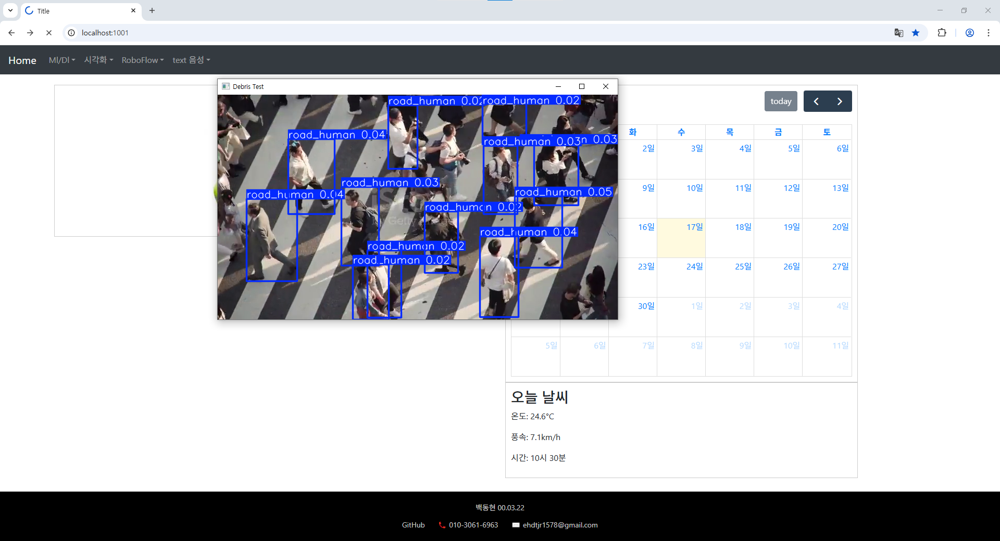 Title
localhost:1001
Home
Ml/Dl
시각화
RoboFlow
text 음성
Debris Test
road_human 0.02
road_human 0.02
road_human 0.04
road_human 0.03
n 0.03
road_human 0.03
road_human 0.04
road_human 0.05
road_human 0.02
road_human 0.04
road_human 0.02
road_human 0.02
today
화 수 목 금 토
2일 3일 4일 5일 6일
9일 10일 11일 12일 13일
16일 17일 18일 19일 20일
23일 24일 25일 26일 27일
30일 1일 2일 3일 4일
5일 6일 7일 8일 9일 10일 11일
오늘 날씨
온도: 24.6°C
풍속: 7.1km/h
시간: 10시 30분
백동현 00.03.22
GitHub 010-3061-6963 ehdtjr1578@gmail.com